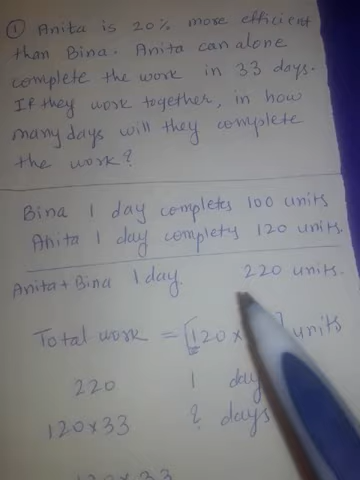 ① Anita is 20% more efficient
than Bina. Anita can alone
complete the work in 33 days.
If they work together, in how
many days will they complete
the work?
Bina 1 day completes 100 units
Anita 1 day completes 120 units.
Anita + Bina 1 day. 220 units.
Total work = [120 x ] units
220 1 day
120 x 33 ? days
120 x 33